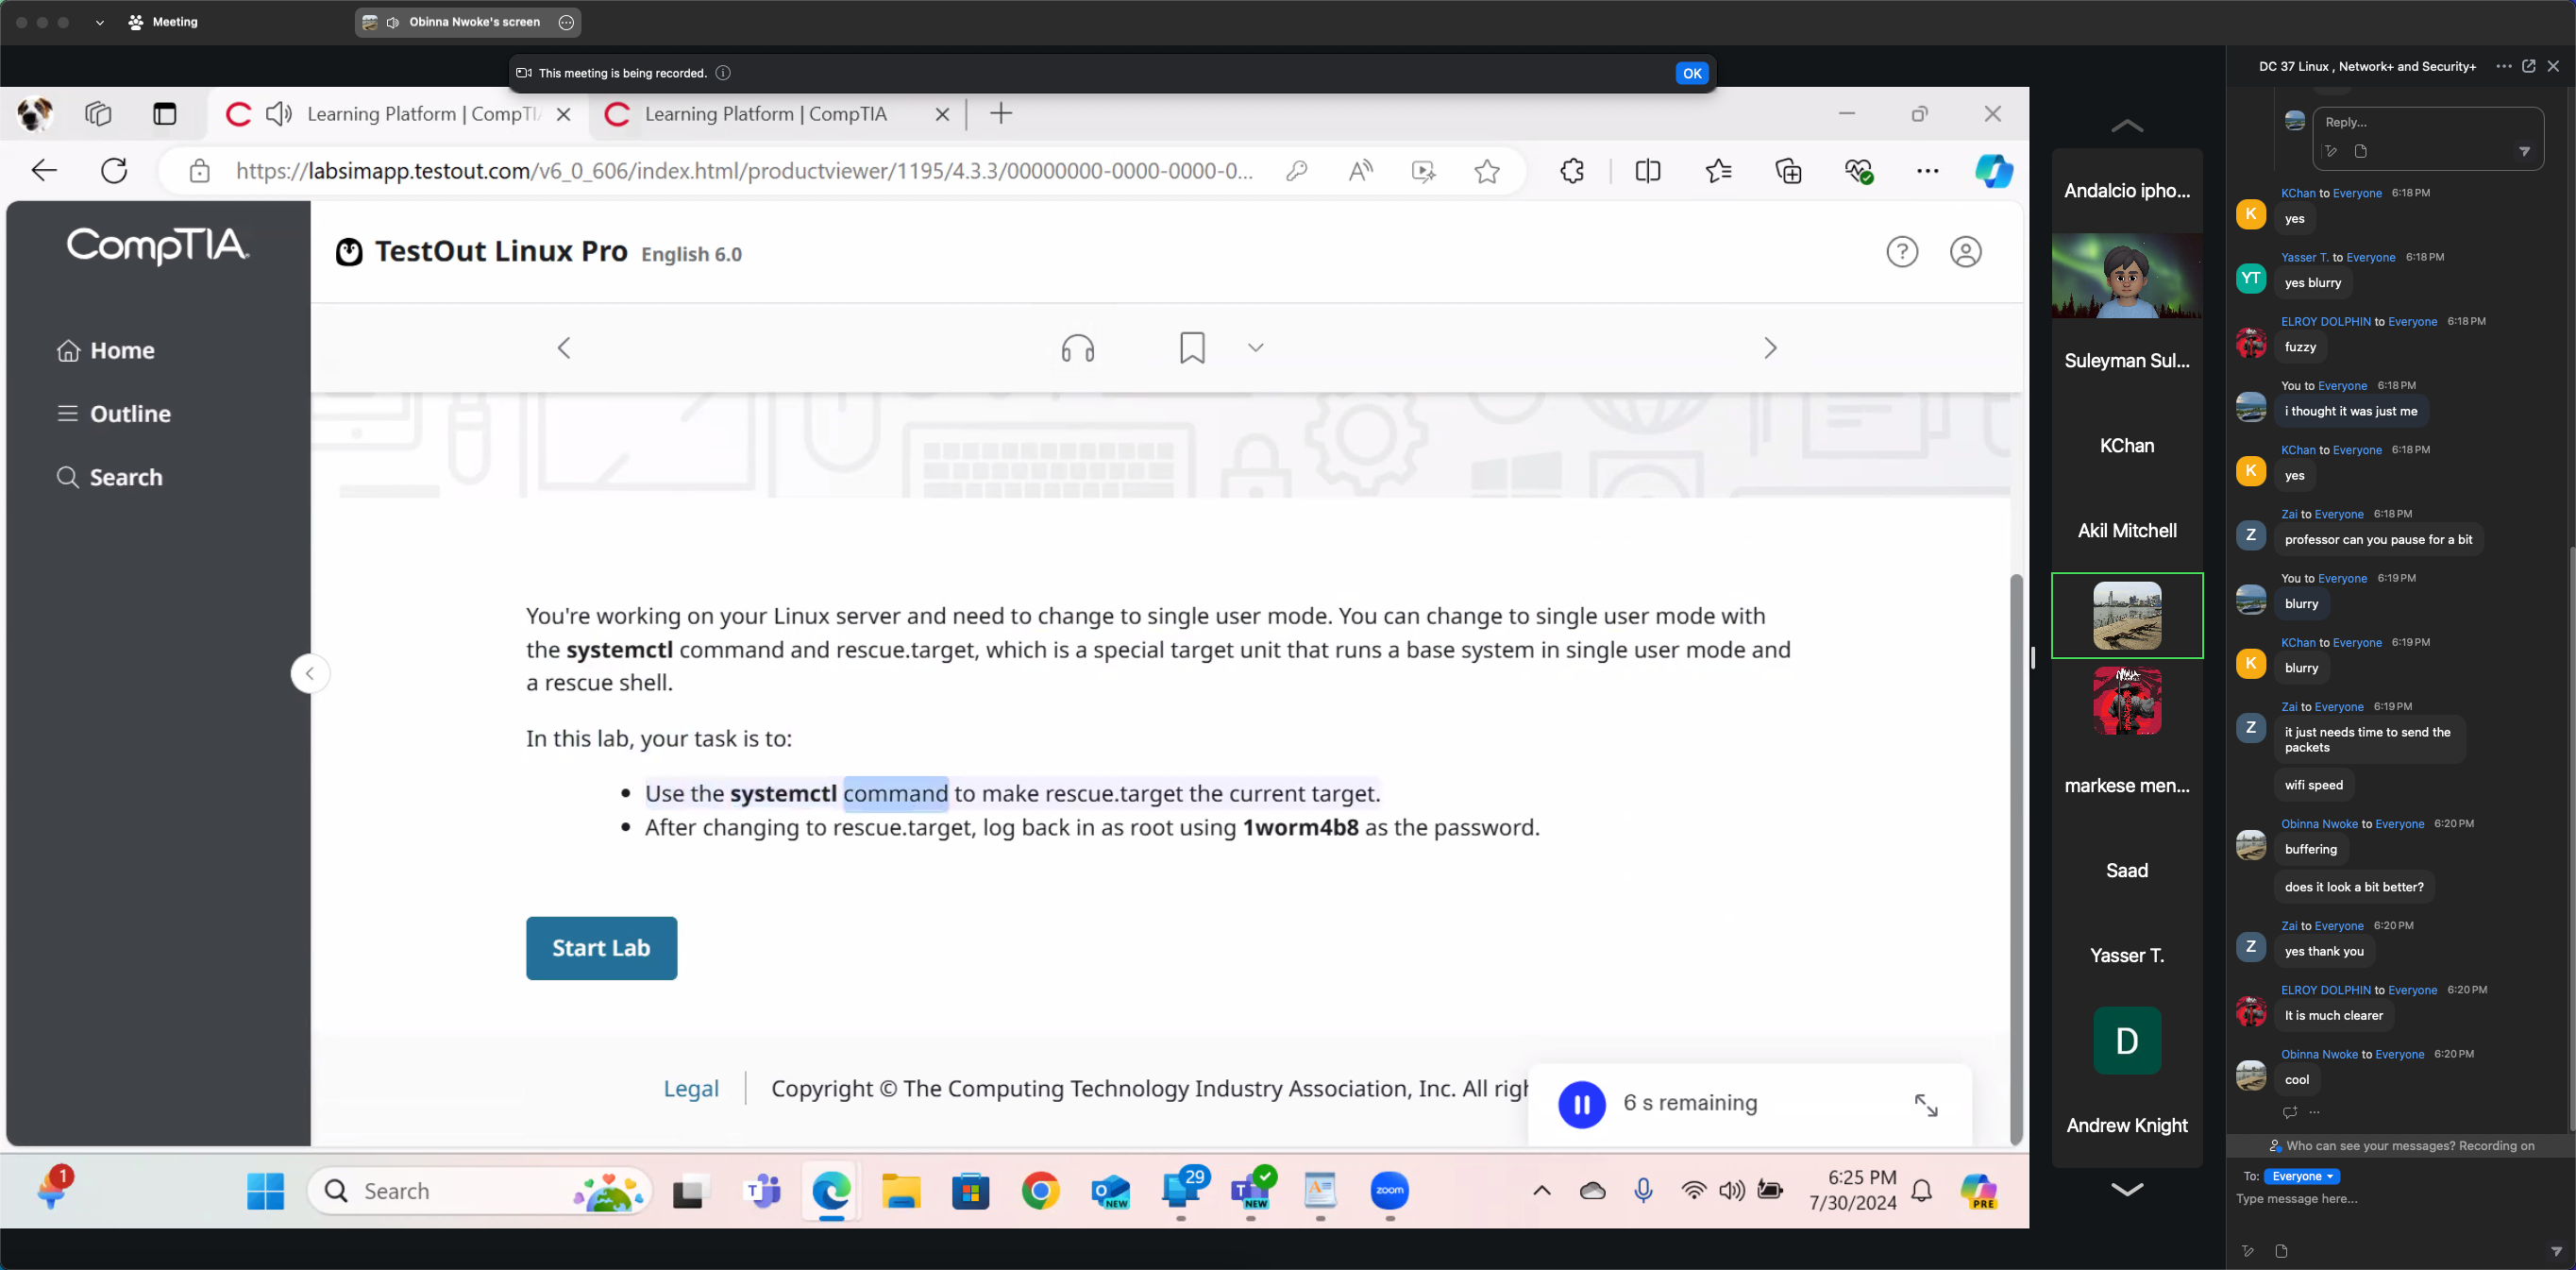 Meeting
Obinna Nwoke's screen
This meeting is being recorded.
OK
DC 37 Linux , Network+ and Security+
Learning Platform | CompTI
Learning Platform | CompTIA
https://labsimapp.testout.com/v6_0_606/index.html/productviewer/1195/4.3.3/00000000-0000-0000-0...
CompTIA.
TestOut Linux Pro English 6.0
Home
Outline
Search
You're working on your Linux server and need to change to single user mode. You can change to single user mode with
the systemctl command and rescue.target, which is a special target unit that runs a base system in single user mode and
a rescue shell.
In this lab, your task is to:
Use the systemctl command to make rescue.target the current target.
After changing to rescue.target, log back in as root using 1worm4b8 as the password.
Start Lab
Legal
Copyright © The Computing Technology Industry Association, Inc. All righ
6 s remaining
1
Search
NEW
29
NEW
zoom
6:25 PM
7/30/2024
PRE
Andalcio ipho...
Suleyman Sul...
KChan
Akil Mitchell
markese men...
Saad
Yasser T.
D
Andrew Knight
Reply...
KChan to Everyone 6:18 PM
K
yes
Yasser T. to Everyone 6:18 PM
YT
yes blurry
ELROY DOLPHIN to Everyone 6:18 PM
fuzzy
You to Everyone 6:18 PM
i thought it was just me
KChan to Everyone 6:18 PM
K
yes
Zai to Everyone 6:18 PM
Z
professor can you pause for a bit
You to Everyone 6:19 PM
blurry
KChan to Everyone 6:19 PM
K
blurry
Zai to Everyone 6:19 PM
Z
it just needs time to send the
packets
wifi speed
Obinna Nwoke to Everyone 6:20 PM
buffering
does it look a bit better?
Zai to Everyone 6:20 PM
Z
yes thank you
ELROY DOLPHIN to Everyone 6:20 PM
It is much clearer
Obinna Nwoke to Everyone 6:20 PM
cool
Who can see your messages? Recording on
To: Everyone
Type message here...